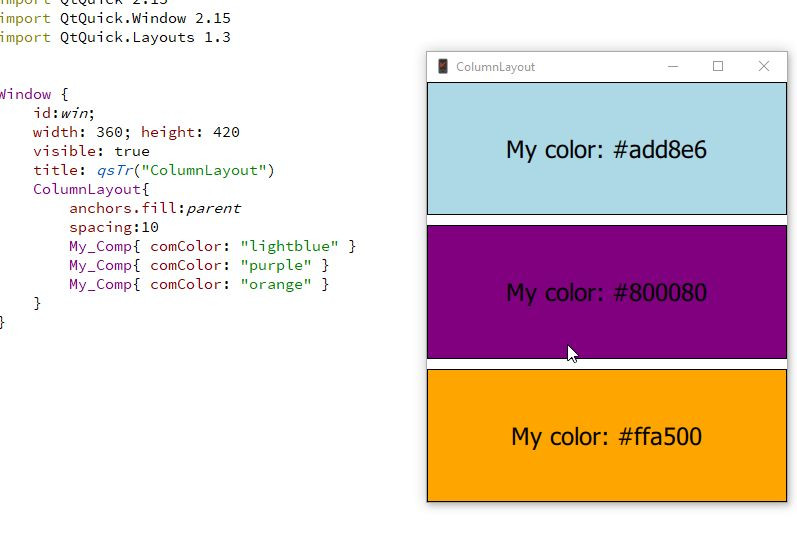 import QtQuick 2.15
import QtQuick.Window 2.15
import QtQuick.Layouts 1.3
Window {
id:win;
width: 360; height: 420
visible: true
title: qsTr("ColumnLayout")
ColumnLayout{
anchors.fill:parent
spacing:10
My_Comp{ comColor: "lightblue" }
My_Comp{ comColor: "purple" }
My_Comp{ comColor: "orange" }
}
}
ColumnLayout
My color: #add8e6
My color: #800080
My color: #ffa500